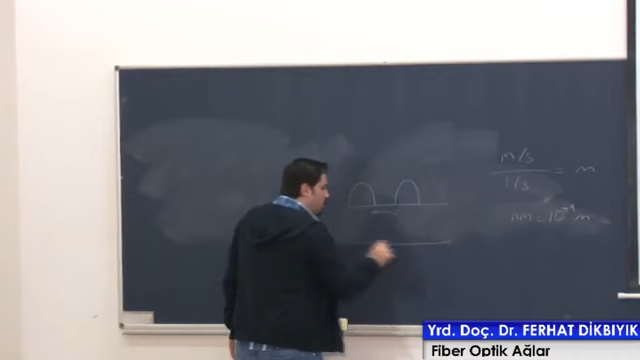 m/s
1/s
= m
nm = 10⁻⁹ m
Yrd. Doç. Dr. FERHAT DİKBIYIK
Fiber Optik Ağlar